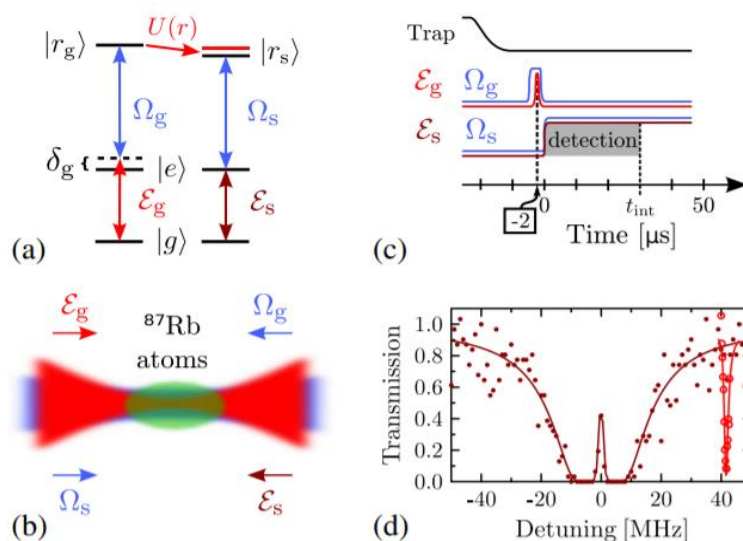 |r_g⟩ U(r) |r_s⟩
Ω_g Ω_s
δ_g { |e⟩
ℰ_g ℰ_s
|g⟩
(a)
Trap
ℰ_g Ω_g
ℰ_s Ω_s
detection
-2 0 t_int 50
Time [μs]
(c)
ℰ_g ⁸⁷Rb Ω_g
atoms
Ω_s ℰ_s
(b)
Transmission
1.0
0.8
0.6
0.4
0.2
0.0
-40 -20 0 20 40
Detuning [MHz]
(d)